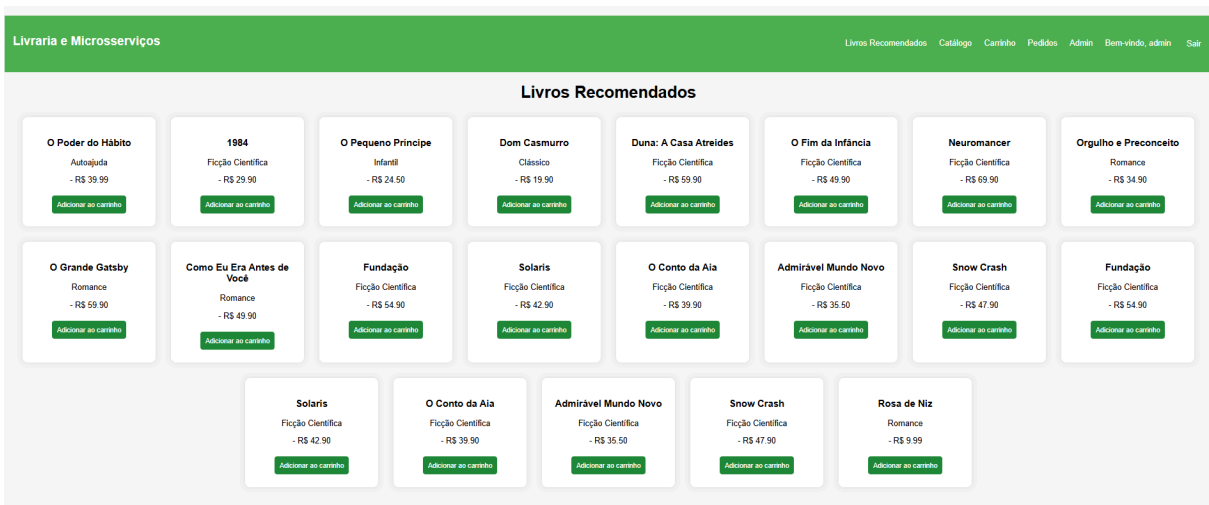 Livraria e Microsserviços
Livros Recomendados Catálogo Carrinho Pedidos Admin Bem-vindo, admin Sair
Livros Recomendados
O Poder do Hábito
Autoajuda
- R$ 39.99
Adicionar ao carrinho
1984
Ficção Científica
- R$ 29.90
Adicionar ao carrinho
O Pequeno Príncipe
Infantil
- R$ 24.50
Adicionar ao carrinho
Dom Casmurro
Clássico
- R$ 19.90
Adicionar ao carrinho
Duna: A Casa Atreides
Ficção Científica
- R$ 59.90
Adicionar ao carrinho
O Fim da Infância
Ficção Científica
- R$ 49.90
Adicionar ao carrinho
Neuromancer
Ficção Científica
- R$ 69.90
Adicionar ao carrinho
Orgulho e Preconceito
Romance
- R$ 34.90
Adicionar ao carrinho
O Grande Gatsby
Romance
- R$ 59.90
Adicionar ao carrinho
Como Eu Era Antes de
Você
Romance
- R$ 49.90
Adicionar ao carrinho
Fundação
Ficção Científica
- R$ 54.90
Adicionar ao carrinho
Solaris
Ficção Científica
- R$ 42.90
Adicionar ao carrinho
O Conto da Aia
Ficção Científica
- R$ 39.90
Adicionar ao carrinho
Admirável Mundo Novo
Ficção Científica
- R$ 35.50
Adicionar ao carrinho
Snow Crash
Ficção Científica
- R$ 47.90
Adicionar ao carrinho
Fundação
Ficção Científica
- R$ 54.90
Adicionar ao carrinho
Solaris
Ficção Científica
- R$ 42.90
Adicionar ao carrinho
O Conto da Aia
Ficção Científica
- R$ 39.90
Adicionar ao carrinho
Admirável Mundo Novo
Ficção Científica
- R$ 35.50
Adicionar ao carrinho
Snow Crash
Ficção Científica
- R$ 47.90
Adicionar ao carrinho
Rosa de Niz
Romance
- R$ 9.99
Adicionar ao carrinho